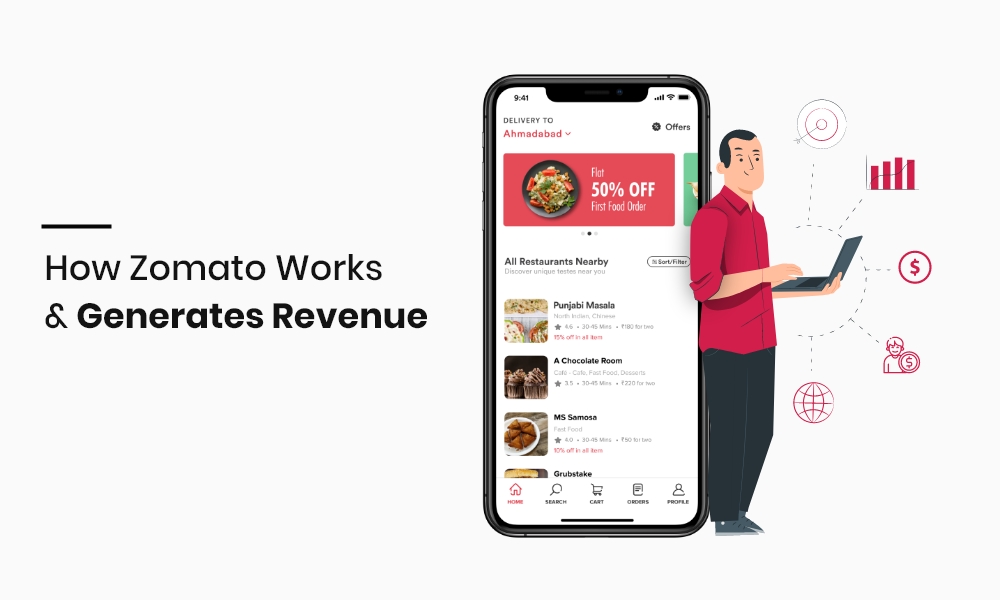 How Zomato Works
& Generates Revenue
9:41
DELIVERY TO
Ahmadabad
Offers
Flat
50% OFF
First Food Order
All Restaurants Nearby
Sort/Filter
Discover unique testes near you
Punjabi Masala
North Indian, Chinese
4.6 • 30-45 Mins • ₹180 for two
15% off in all item
A Chocolate Room
Cafe - Cafe, Fast Food, Desserts
3.5 • 30-45 Mins • ₹220 for two
MS Samosa
Fast Food
4.0 • 30-45 Mins • ₹50 for two
10% off in all item
Grubstake
HOME SEARCH CART ORDERS PROFILE
$
$